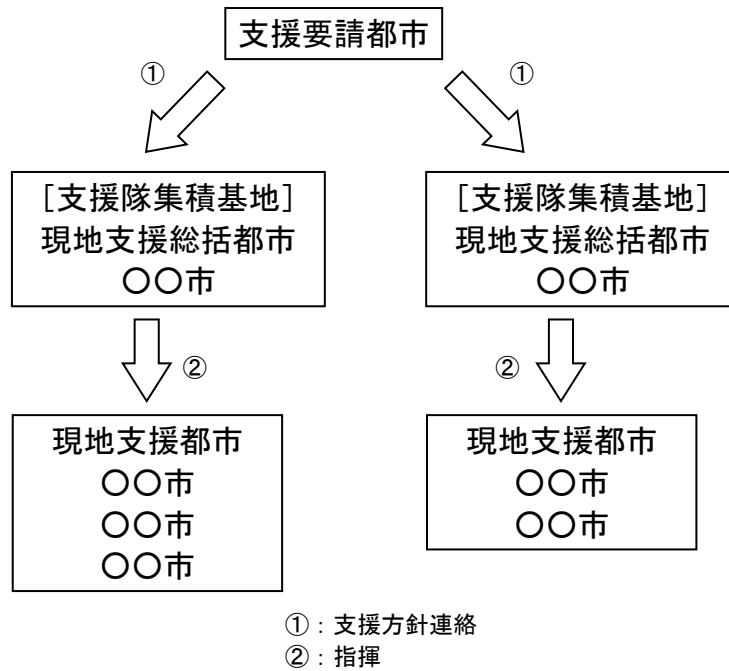 支援要請都市
①
①
[支援隊集積基地]
現地支援総括都市
〇〇市
[支援隊集積基地]
現地支援総括都市
〇〇市
②
②
現地支援都市
〇〇市
〇〇市
〇〇市
現地支援都市
〇〇市
〇〇市
①：支援方針連絡
②：指揮